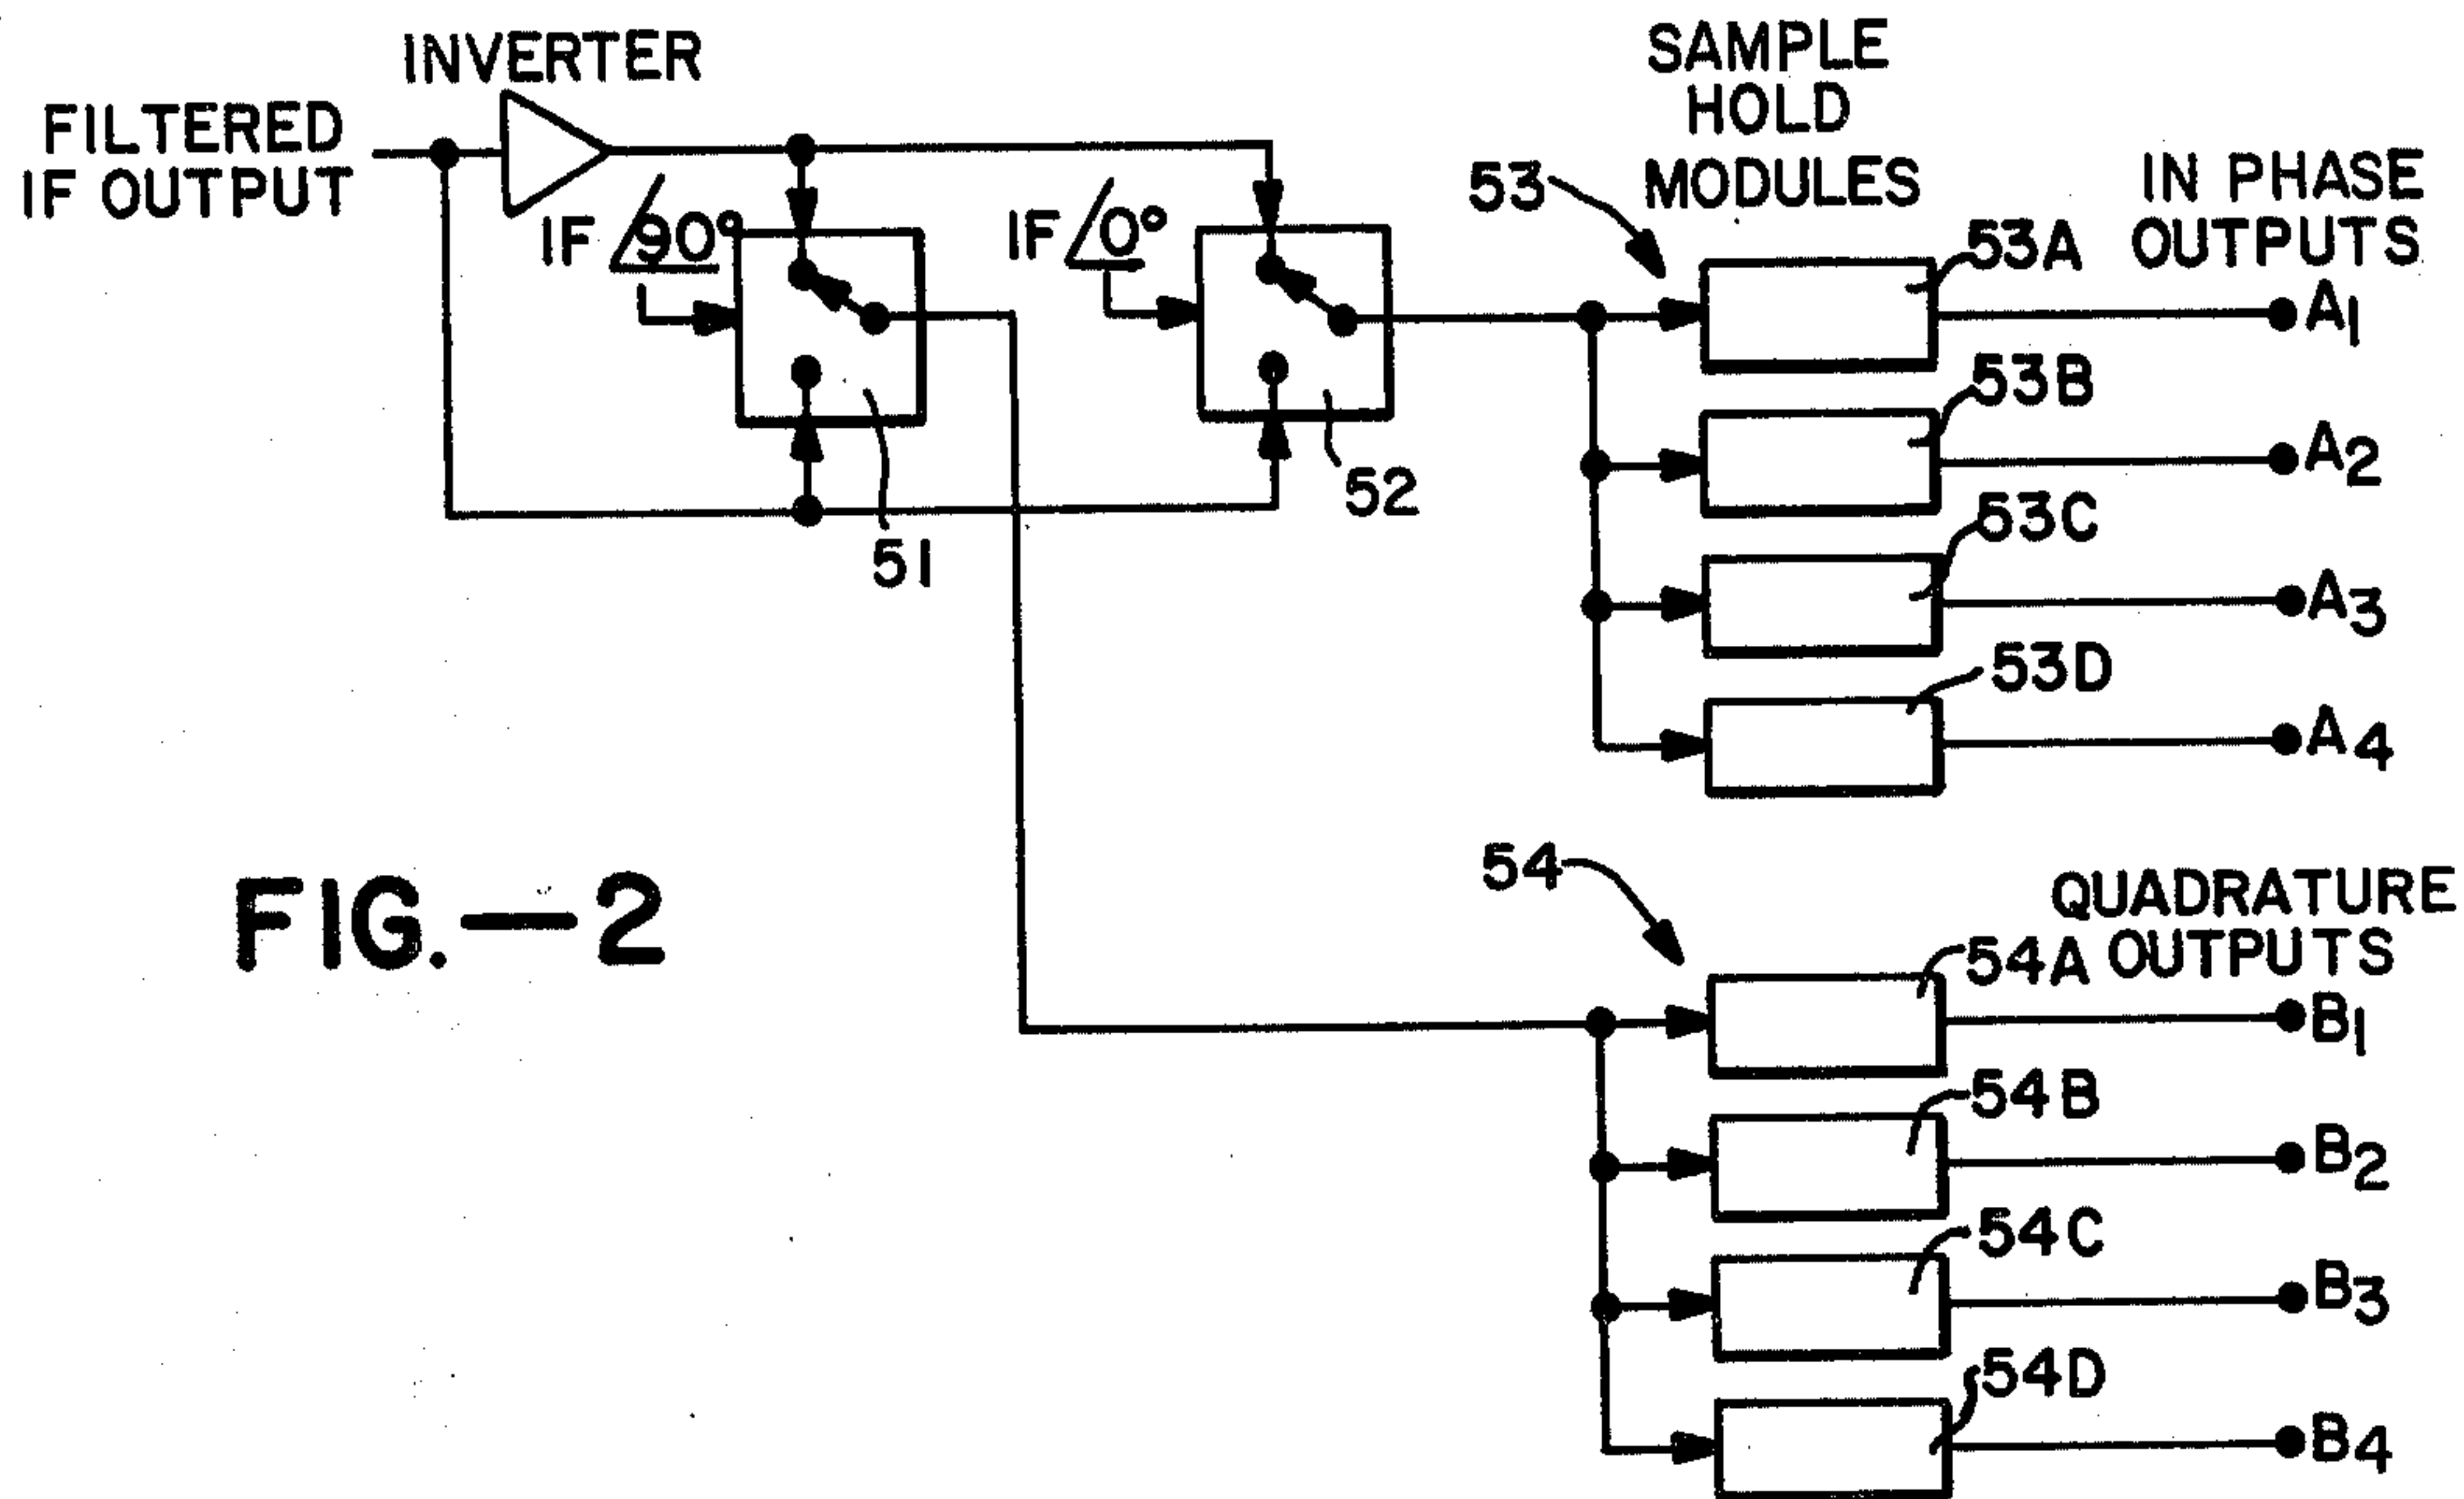 INVERTER
FILTERED
IF OUTPUT
IF 90°
IF 0°
SAMPLE
HOLD
MODULES
IN PHASE
OUTPUTS
53
53A
A1
53B
A2
53C
A3
53D
A4
51
52
FIG.—2
54
QUADRATURE
OUTPUTS
54A
B1
54B
B2
54C
B3
54D
B4